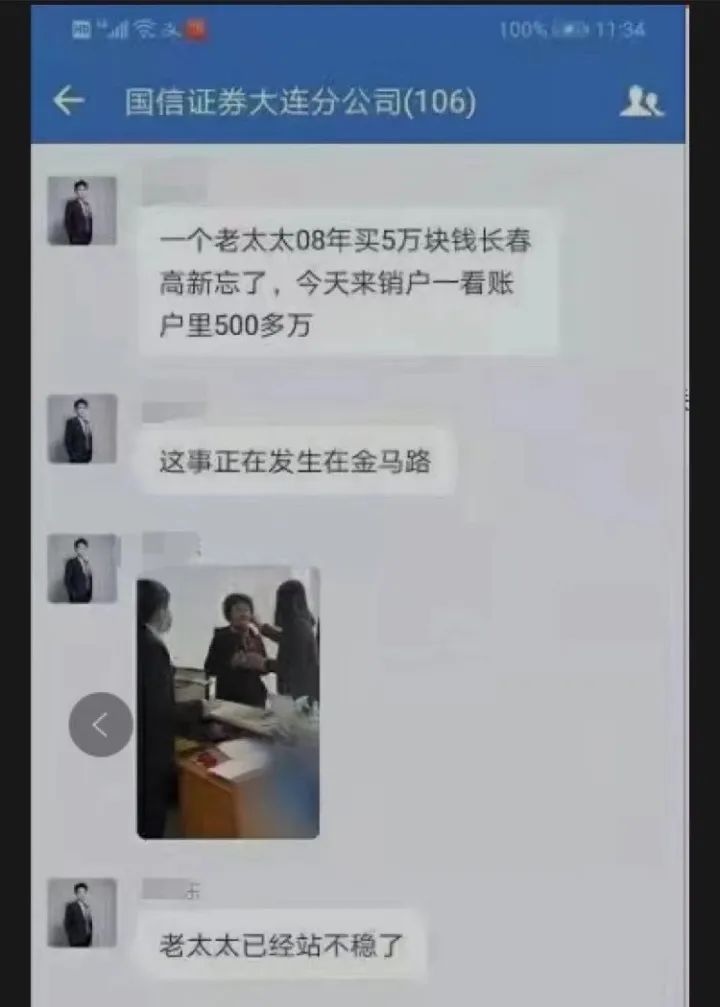 HD 46 100% 11:34
国信证券大连分公司(106)
一个老太太08年买5万块钱长春
高新忘了，今天来销户一看账
户里500多万
这事正在发生在金马路
老太太已经站不稳了